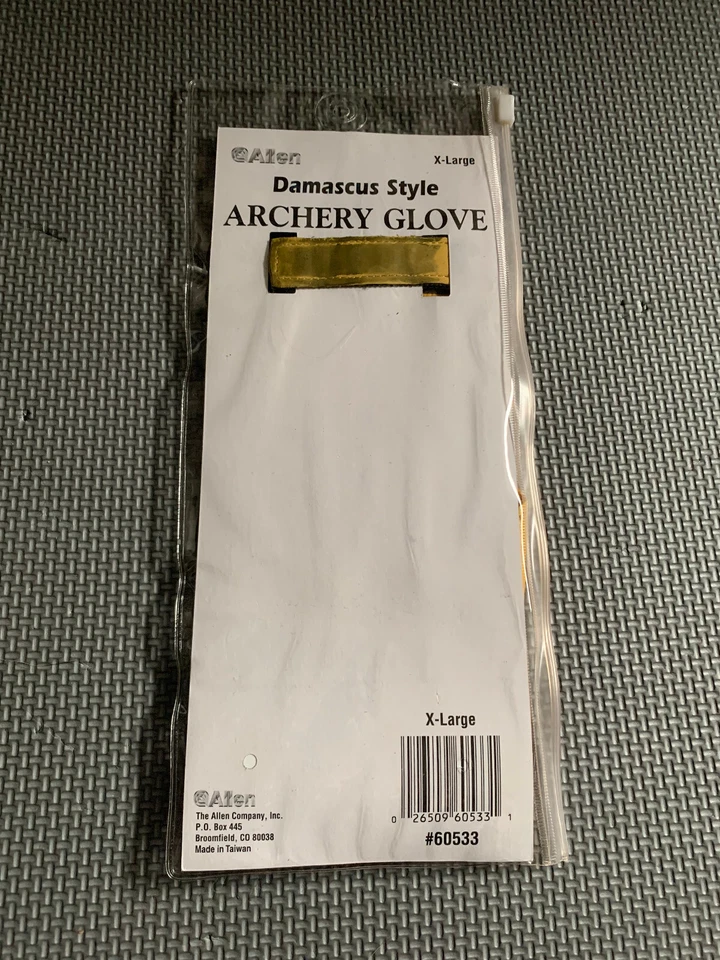 Allen
X-Large
Damascus Style
ARCHERY GLOVE
X-Large
0 26509 60533 1
#60533
Allen
The Allen Company, Inc.
P.O. Box 445
Broomfield, CO 80038
Made in Taiwan